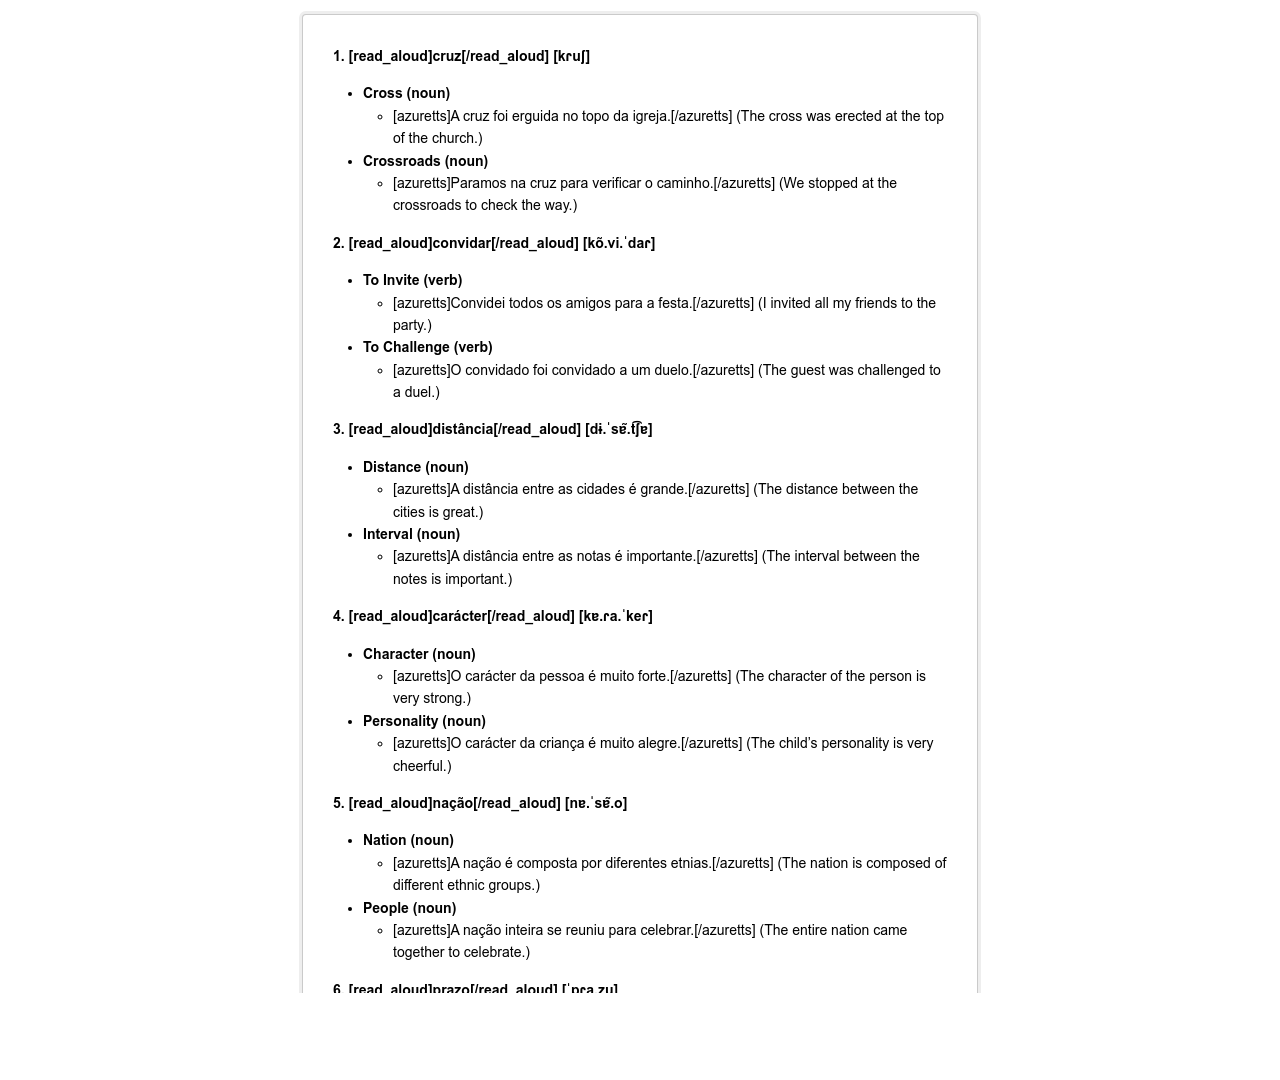 1. [read_aloud]cruz[/read_aloud] [kɾuʃ]
• Cross (noun)
◦ [azuretts]A cruz foi erguida no topo da igreja.[/azuretts] (The cross was erected at the top
of the church.)
• Crossroads (noun)
◦ [azuretts]Paramos na cruz para verificar o caminho.[/azuretts] (We stopped at the
crossroads to check the way.)
2. [read_aloud]convidar[/read_aloud] [kõ.vi.ˈdaɾ]
• To Invite (verb)
◦ [azuretts]Convidei todos os amigos para a festa.[/azuretts] (I invited all my friends to the
party.)
• To Challenge (verb)
◦ [azuretts]O convidado foi convidado a um duelo.[/azuretts] (The guest was challenged to
a duel.)
3. [read_aloud]distância[/read_aloud] [dɨ.ˈsɐ̃.t͡ʃɐ]
• Distance (noun)
◦ [azuretts]A distância entre as cidades é grande.[/azuretts] (The distance between the
cities is great.)
• Interval (noun)
◦ [azuretts]A distância entre as notas é importante.[/azuretts] (The interval between the
notes is important.)
4. [read_aloud]carácter[/read_aloud] [kɐ.ɾa.ˈkeɾ]
• Character (noun)
◦ [azuretts]O carácter da pessoa é muito forte.[/azuretts] (The character of the person is
very strong.)
• Personality (noun)
◦ [azuretts]O carácter da criança é muito alegre.[/azuretts] (The child's personality is very
cheerful.)
5. [read_aloud]nação[/read_aloud] [nɐ.ˈsɐ̃.o]
• Nation (noun)
◦ [azuretts]A nação é composta por diferentes etnias.[/azuretts] (The nation is composed of
different ethnic groups.)
• People (noun)
◦ [azuretts]A nação inteira se reuniu para celebrar.[/azuretts] (The entire nation came
together to celebrate.)
6. [read_aloud]prazo[/read_aloud] [ˈpɾa.zu]